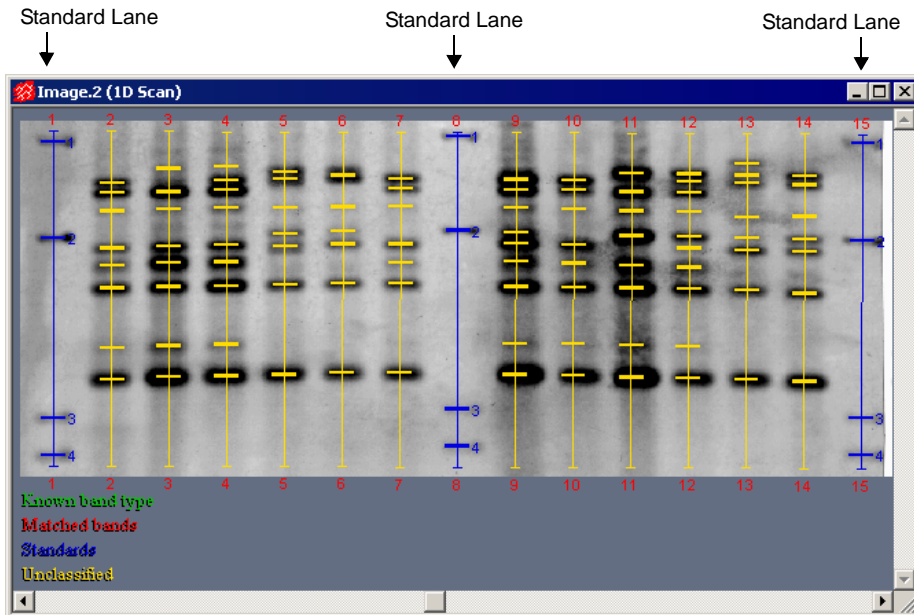 Standard Lane Standard Lane Standard Lane
Image.2 (1D Scan)
1 2 3 4 5 6 7 8 9 10 11 12 13 14 15
1 1 1
2 2 2
3 3 3
4 4 4
1 2 3 4 5 6 7 8 9 10 11 12 13 14 15
Known band type
Matched bands
Standards
Unclassified